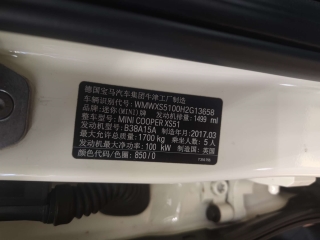 德国宝马汽车集团牛津工厂制造
车辆识别代号: WMWXS5100H2G13658
品牌: 迷你(MINI)牌 发动机排量: 1499 ml
整车型号: MINI COOPER XS51
发动机型号: B38A15A 制造年月: 2017.03
最大允许总质量: 1700 kg 乘坐人数: 5 人
发动机最大净功率: 100 kW 制造国: 英国
颜色代码/色里: 850/0